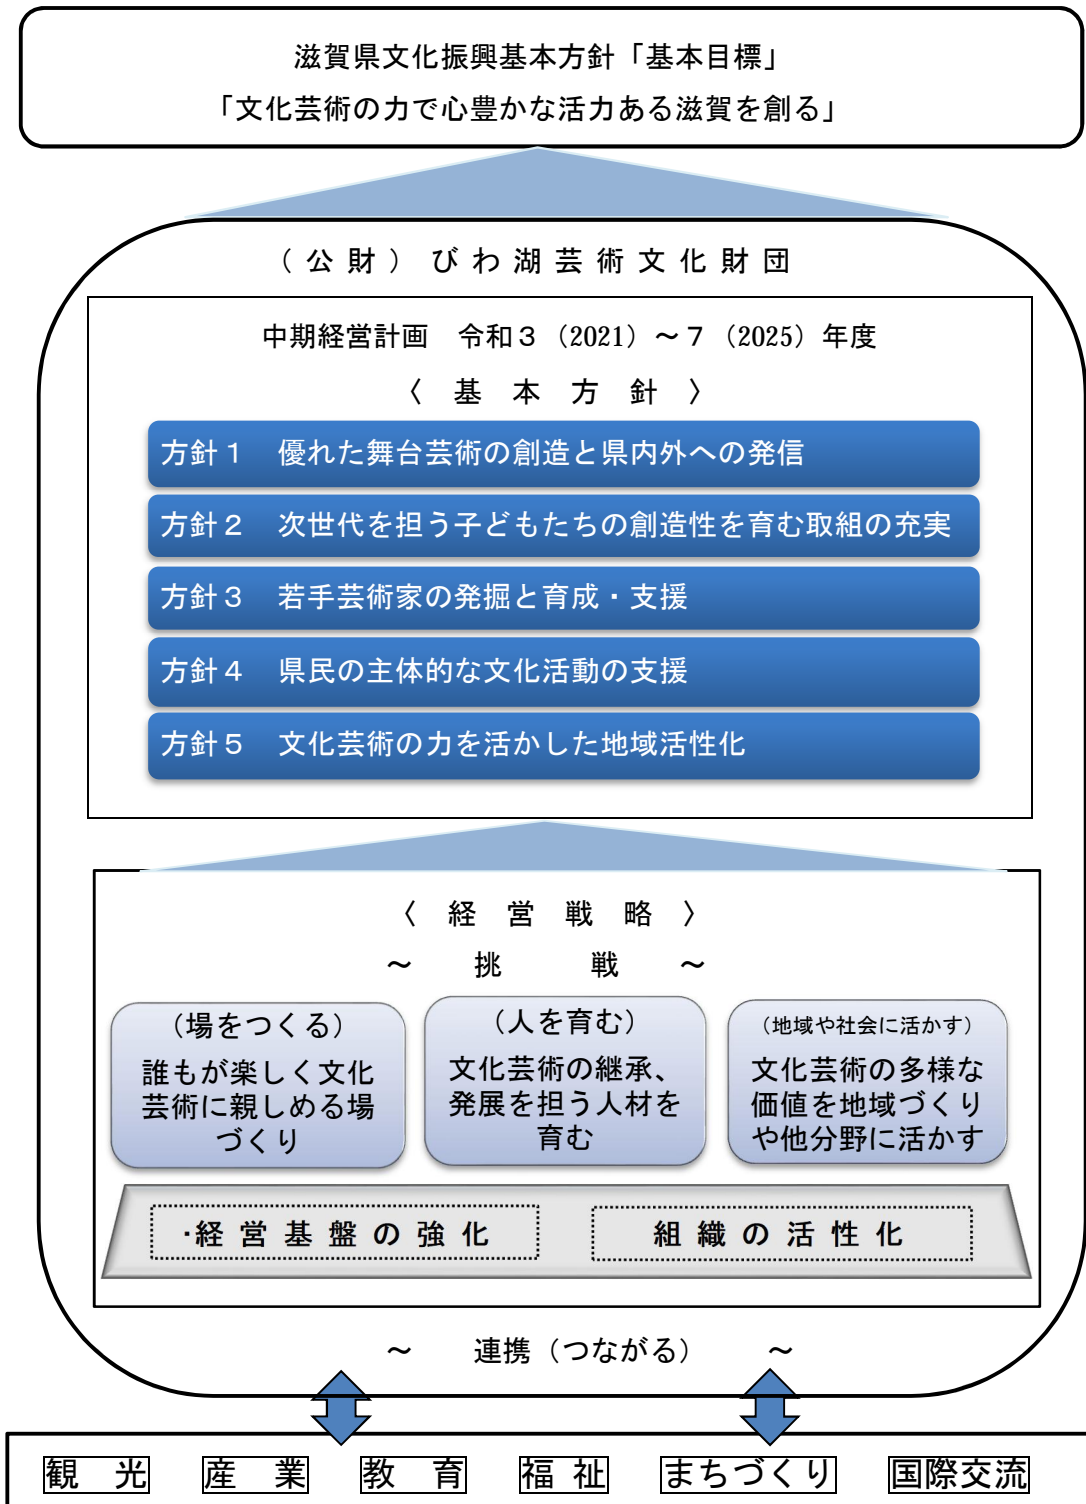 滋賀県文化振興基本方針「基本目標」
「文化芸術の力で心豊かな活力ある滋賀を創る」
（公財）びわ湖芸術文化財団
中期経営計画　令和３（2021）～７（2025）年度
〈　基　本　方　針　〉
方針１　優れた舞台芸術の創造と県内外への発信
方針２　次世代を担う子どもたちの創造性を育む取組の充実
方針３　若手芸術家の発掘と育成・支援
方針４　県民の主体的な文化活動の支援
方針５　文化芸術の力を活かした地域活性化
〈　経　営　戦　略　〉
～　挑　戦　～
（場をつくる）
誰もが楽しく文化
芸術に親しめる場
づくり
（人を育む）
文化芸術の継承、
発展を担う人材を
育む
（地域や社会に活かす）
文化芸術の多様な
価値を地域づくり
や他分野に活かす
・経営基盤の強化
組織の活性化
～　連携（つながる）　～
観　光　産　業　教　育　福　祉　まちづくり　国際交流